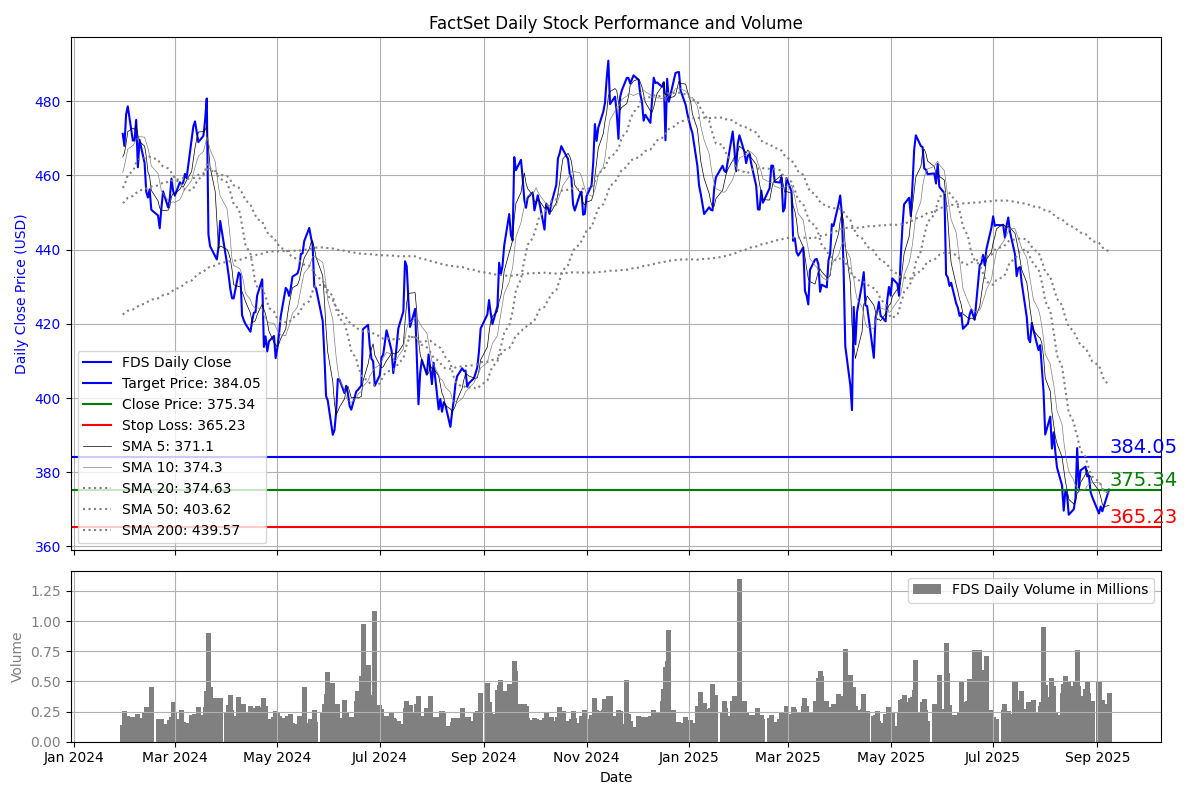 FactSet Daily Stock Performance and Volume
Daily Close Price (USD)
480
460
440
420
400
380
360
FDS Daily Close
Target Price: 384.05
Close Price: 375.34
Stop Loss: 365.23
SMA 5: 371.1
SMA 10: 374.3
SMA 20: 374.63
SMA 50: 403.62
SMA 200: 439.57
384.05
375.34
365.23
Volume
1.25
1.00
0.75
0.50
0.25
0.00
FDS Daily Volume in Millions
Jan 2024 Mar 2024 May 2024 Jul 2024 Sep 2024 Nov 2024 Jan 2025 Mar 2025 May 2025 Jul 2025 Sep 2025
Date